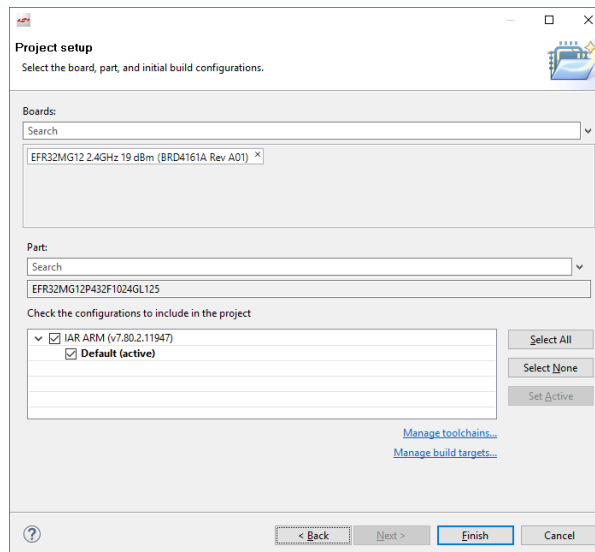 Project setup
Select the board, part, and initial build configurations.
Boards:
Search
EFR32MG12 2.4GHz 19 dBm (BRD4161A Rev A01) ×
Part:
Search
EFR32MG12P432F1024GL125
Check the configurations to include in the project
IAR ARM (v7.80.2.11947)
Default (active)
Select All
Select None
Set Active
Manage toolchains...
Manage build targets...
? < Back Next > Finish Cancel